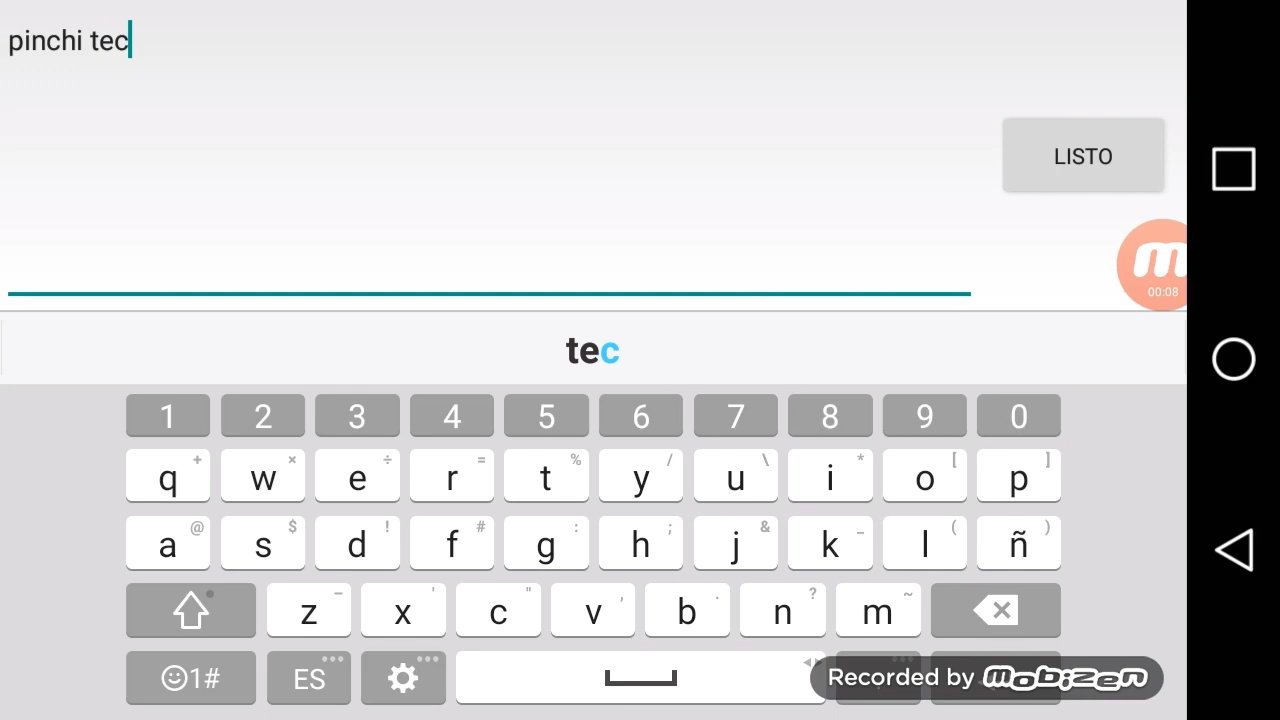 pinchi tec
LISTO
m
00:08
tec
1 2 3 4 5 6 7 8 9 0
q + w × e ÷ r = t % y / u \ i * o [ p ]
a @ s $ d ! f # g : h ; j & k _ l ( ñ )
z − x ' c " v , b . n ? m ~
1# ES
Recorded by mobizen